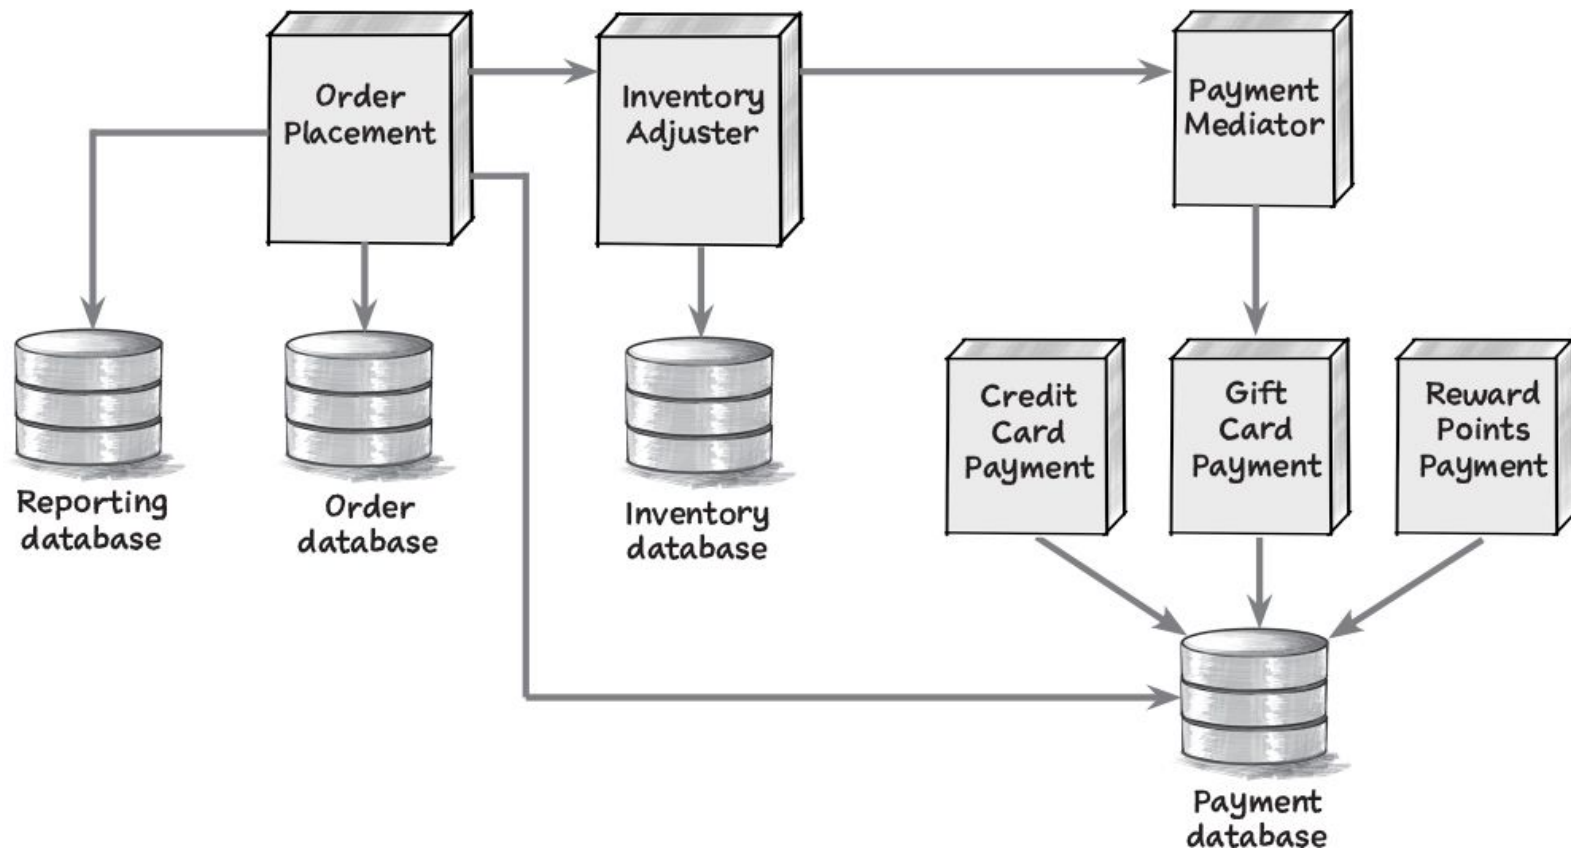 Order
Placement
Inventory
Adjuster
Payment
Mediator
Credit
Card
Payment
Gift
Card
Payment
Reward
Points
Payment
Reporting
database
Order
database
Inventory
database
Payment
database